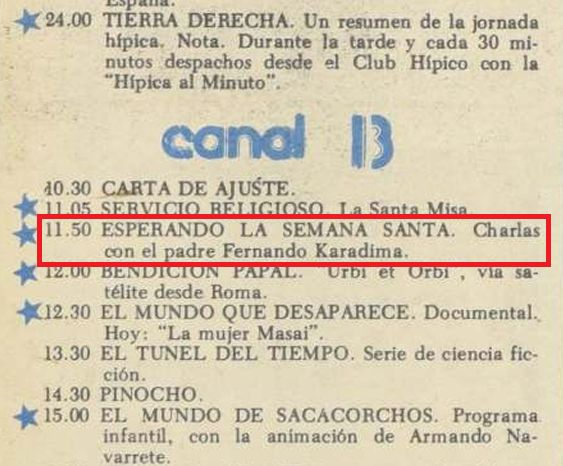 España.
24.00 TIERRA DERECHA. Un resumen de la jornada
hípica. Nota. Durante la tarde y cada 30 mi-
nutos despachos desde el Club Hípico con la
"Hípica al Minuto".
canal 13
10.30 CARTA DE AJUSTE.
11.05 SERVICIO RELIGIOSO. La Santa Misa.
11.50 ESPERANDO LA SEMANA SANTA. Charlas
con el padre Fernando Karadima.
12.00 BENDICION PAPAL. "Urbi et Orbi", vía sa-
télite desde Roma.
12.30 EL MUNDO QUE DESAPARECE. Documental.
Hoy: "La mujer Masai".
13.30 EL TUNEL DEL TIEMPO. Serie de ciencia fic-
ción.
14.30 PINOCHO.
15.00 EL MUNDO DE SACACORCHOS. Programa
infantil, con la animación de Armando Na-
varrete.